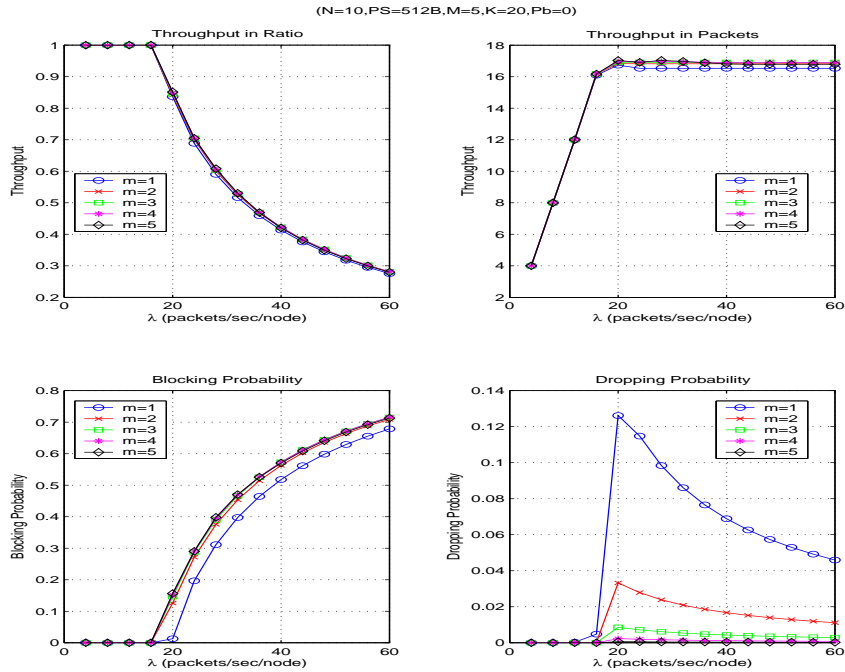 (N=10,PS=512B,M=5,K=20,Pb=0)
Throughput in Ratio
1
0.9
0.8
0.7
0.6
0.5
0.4
0.3
0.2
0
20
40
60
Throughput
λ (packets/sec/node)
m=1
m=2
m=3
m=4
m=5
Throughput in Packets
18
16
14
12
10
8
6
4
2
0
20
40
60
Throughput
λ (packets/sec/node)
m=1
m=2
m=3
m=4
m=5
Blocking Probability
0.8
0.7
0.6
0.5
0.4
0.3
0.2
0.1
0
0
20
40
60
Blocking Probability
λ (packets/sec/node)
m=1
m=2
m=3
m=4
m=5
Dropping Probability
0.14
0.12
0.1
0.08
0.06
0.04
0.02
0
0
20
40
60
Dropping Probability
λ (packets/sec/node)
m=1
m=2
m=3
m=4
m=5